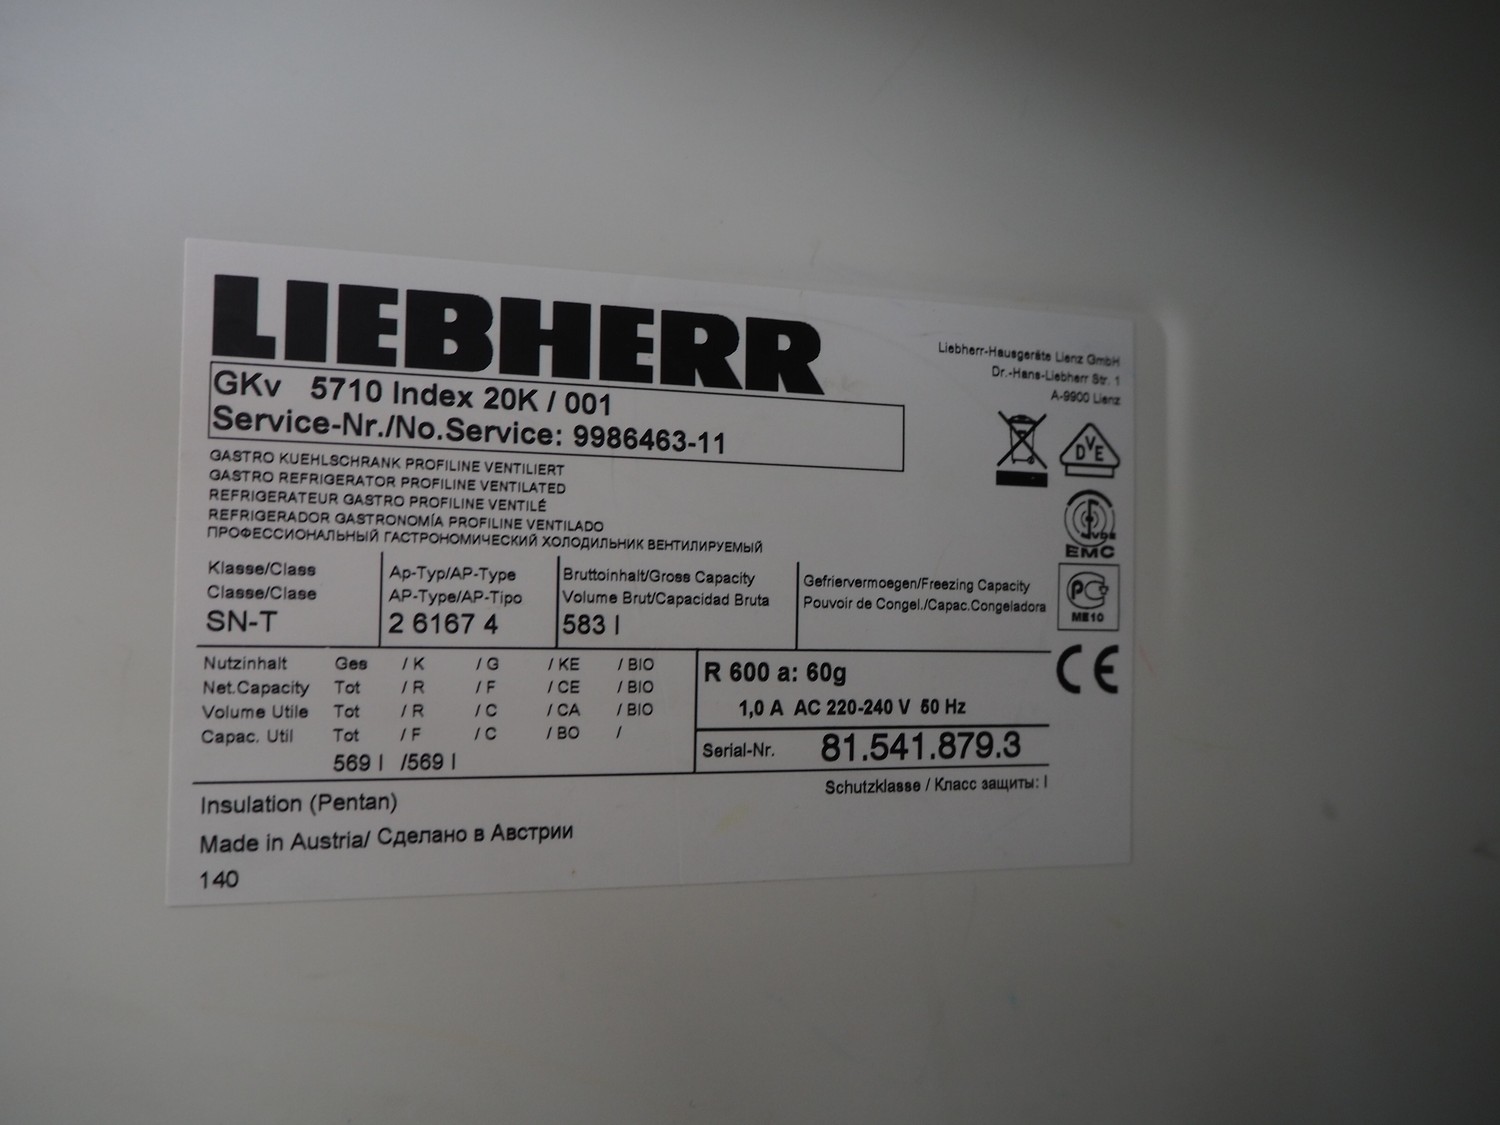 LIEBHERR
Liebherr-Hausgeräte Lienz GmbH
Dr.-Hans-Liebherr Str. 1
A-9900 Lienz
GKv 5710 Index 20K / 001
Service-Nr./No.Service: 9986463-11
GASTRO KUEHLSCHRANK PROFILINE VENTILIERT
GASTRO REFRIGERATOR PROFILINE VENTILATED
REFRIGERATEUR GASTRO PROFILINE VENTILÉ
REFRIGERADOR GASTRONOMÍA PROFILINE VENTILADO
ПРОФЕССИОНАЛЬНЫЙ ГАСТРОНОМИЧЕСКИЙ ХОЛОДИЛЬНИК ВЕНТИЛИРУЕМЫЙ
DVE
VDE
EMC
PC
ME10
CE
Klasse/Class
Classe/Clase
SN-T
Ap-Typ/AP-Type
AP-Type/AP-Tipo
2 6167 4
Bruttoinhalt/Gross Capacity
Volume Brut/Capacidad Bruta
583 l
Gefriervermoegen/Freezing Capacity
Pouvoir de Congel./Capac.Congeladora
Nutzinhalt Ges / K / G / KE / BIO
Net.Capacity Tot / R / F / CE / BIO
Volume Utile Tot / R / C / CA / BIO
Capac. Util Tot / F / C / BO /
569 l /569 l
R 600 a: 60g
1,0 A AC 220-240 V 50 Hz
Serial-Nr. 81.541.879.3
Schutzklasse / Класс защиты: I
Insulation (Pentan)
Made in Austria/ Сделано в Австрии
140